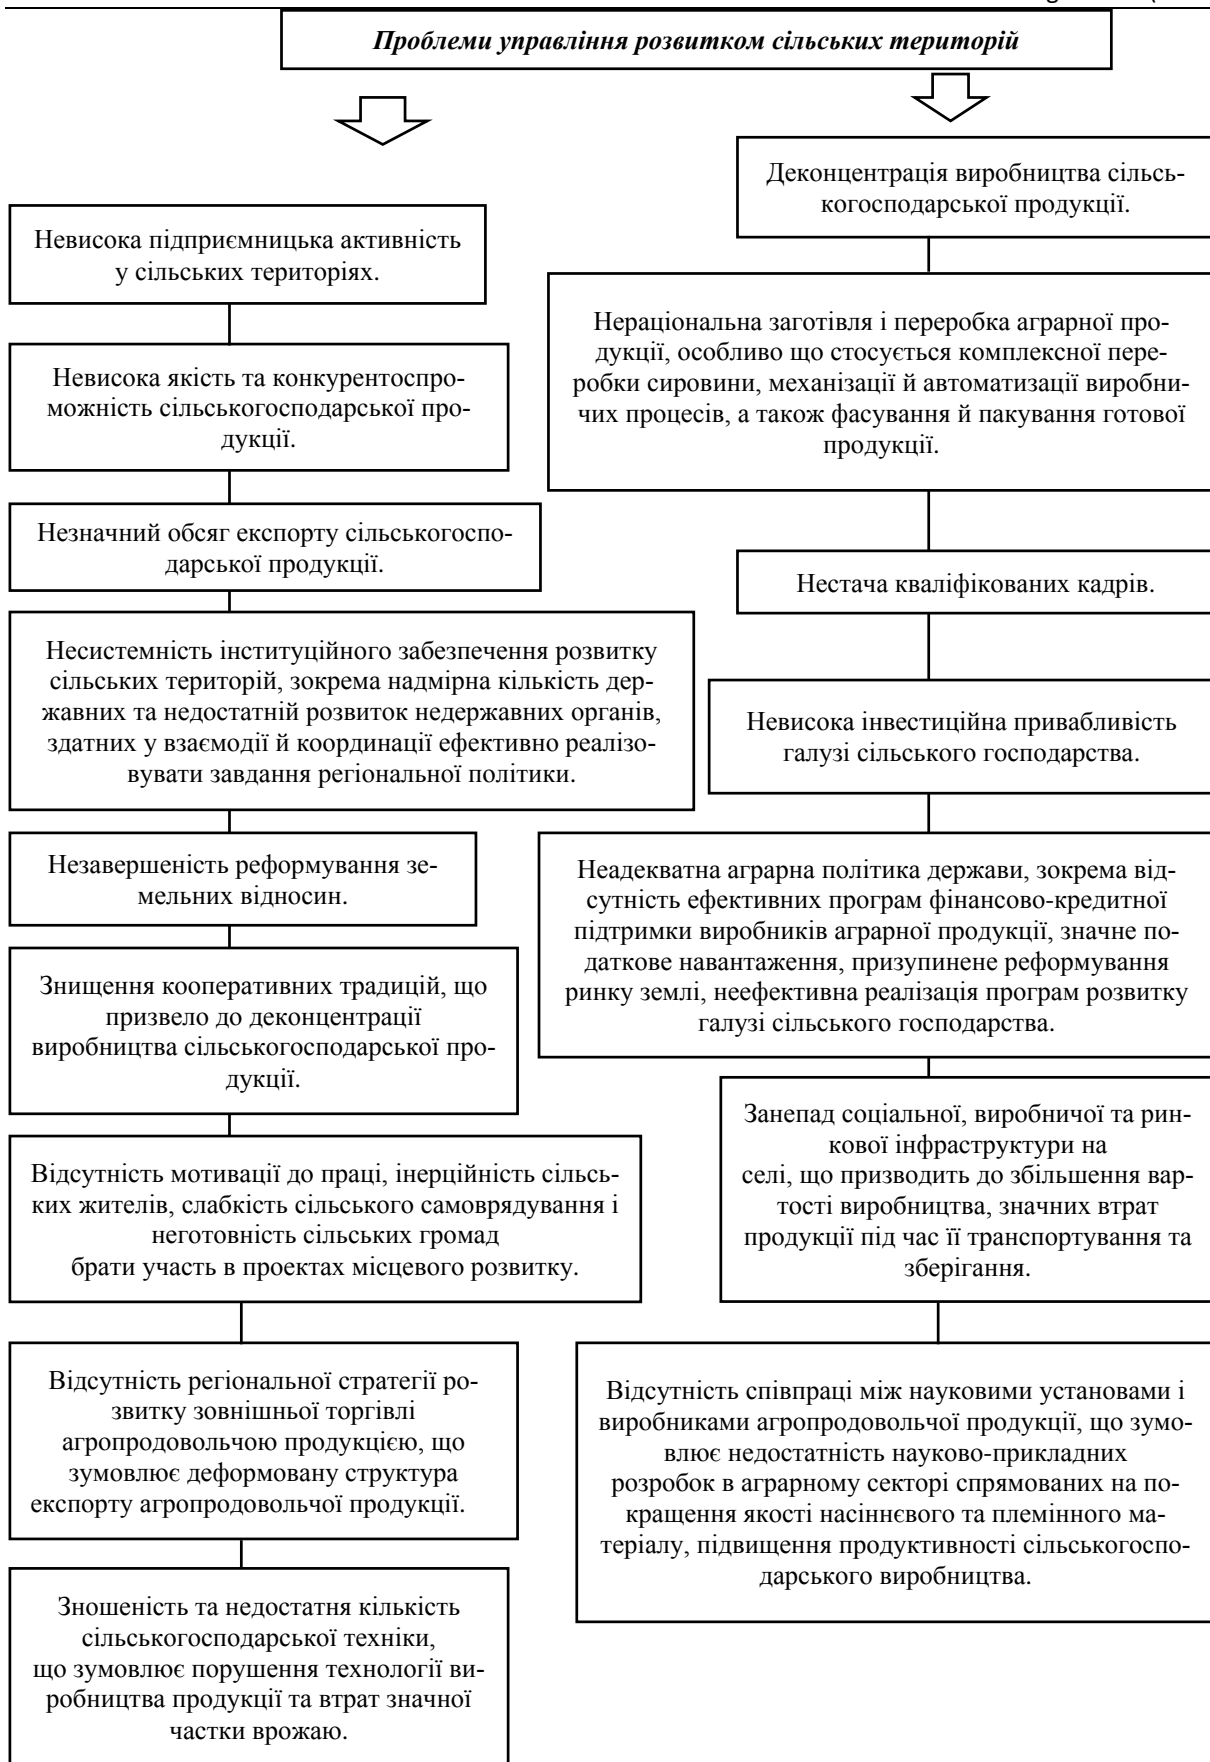 Проблеми управління розвитком сільських територій
Невисока підприємницька активність
у сільських територіях.
Невисока якість та конкурентоспро-
можність сільськогосподарської про-
дукції.
Незначний обсяг експорту сільськогоспо-
дарської продукції.
Несистемність інституційного забезпечення розвитку
сільських територій, зокрема надмірна кількість дер-
жавних та недостатній розвиток недержавних органів,
здатних у взаємодії й координації ефективно реалізо-
вувати завдання регіональної політики.
Незавершеність реформування зе-
мельних відносин.
Знищення кооперативних традицій, що
призвело до деконцентрації
виробництва сільськогосподарської про-
дукції.
Відсутність мотивації до праці, інерційність сільсь-
ких жителів, слабкість сільського самоврядування і
неготовність сільських громад
брати участь в проектах місцевого розвитку.
Відсутність регіональної стратегії ро-
звитку зовнішньої торгівлі
агропродовольчою продукцією, що
зумовлює деформовану структура
експорту агропродовольчої продукції.
Зношеність та недостатня кількість
сільськогосподарської техніки,
що зумовлює порушення технології ви-
робництва продукції та втрат значної
частки врожаю.
Деконцентрація виробництва сільсь-
когосподарської продукції.
Нераціональна заготівля і переробка аграрної про-
дукції, особливо що стосується комплексної пере-
робки сировини, механізації й автоматизації виробни-
чих процесів, а також фасування й пакування готової
продукції.
Нестача кваліфікованих кадрів.
Невисока інвестиційна привабливість
галузі сільського господарства.
Неадекватна аграрна політика держави, зокрема від-
сутність ефективних програм фінансово-кредитної
підтримки виробників аграрної продукції, значне по-
даткове навантаження, призупинене реформування
ринку землі, неефективна реалізація програм розвитку
галузі сільського господарства.
Занепад соціальної, виробничої та рин-
кової інфраструктури на
селі, що призводить до збільшення вар-
тості виробництва, значних втрат
продукції під час її транспортування та
зберігання.
Відсутність співпраці між науковими установами і
виробниками агропродовольчої продукції, що зумо-
влює недостатність науково-прикладних
розробок в аграрному секторі спрямованих на по-
кращення якості насіннєвого та племінного ма-
теріалу, підвищення продуктивності сільськогоспо-
дарського виробництва.